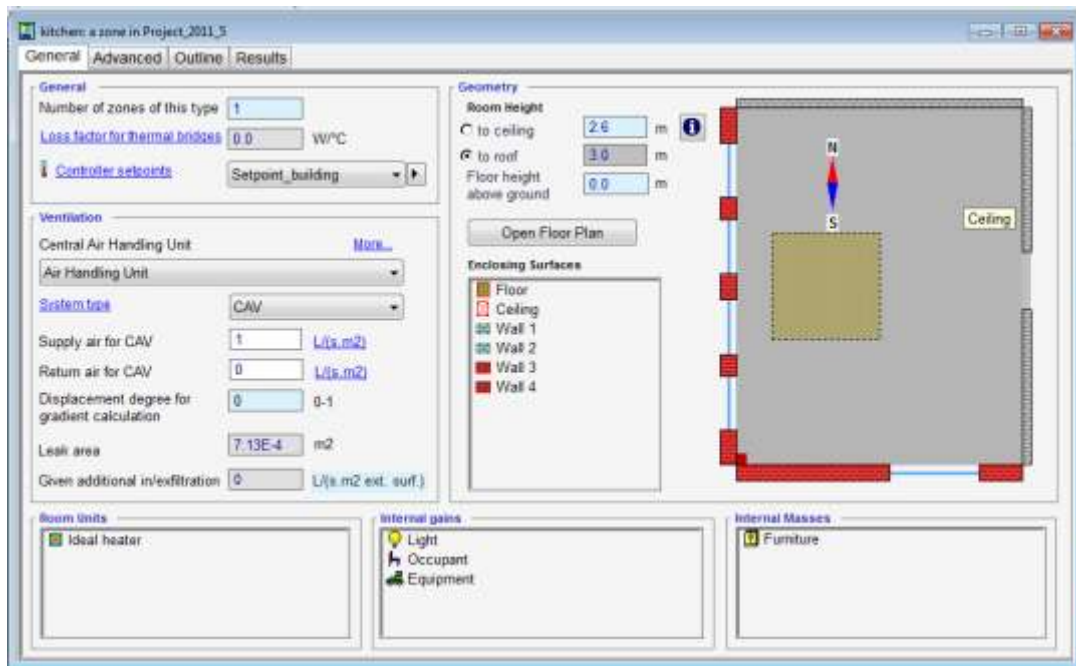 kitchen: a zone in Project_2011_5
General Advanced Outline Results
General
Number of zones of this type 1
Loss factor for thermal bridges 0.0 W/°C
Controller setpoints Setpoint_building
Ventilation
Central Air Handling Unit More...
Air Handling Unit
System type CAV
Supply air for CAV 1 L/(s.m2)
Return air for CAV 0 L/(s.m2)
Displacement degree for
gradient calculation 0 0-1
Leak area 7.13E-4 m2
Given additional in/exfiltration 0 L/(s.m2 ext. surf.)
Geometry
Room Height
to ceiling 2.6 m
to roof 3.0 m
Floor height
above ground 0.0 m
Open Floor Plan
Enclosing Surfaces
Floor
Ceiling
Wall 1
Wall 2
Wall 3
Wall 4
N
S
Ceiling
Room Units
Ideal heater
Internal gains
Light
Occupant
Equipment
Internal Masses
Furniture